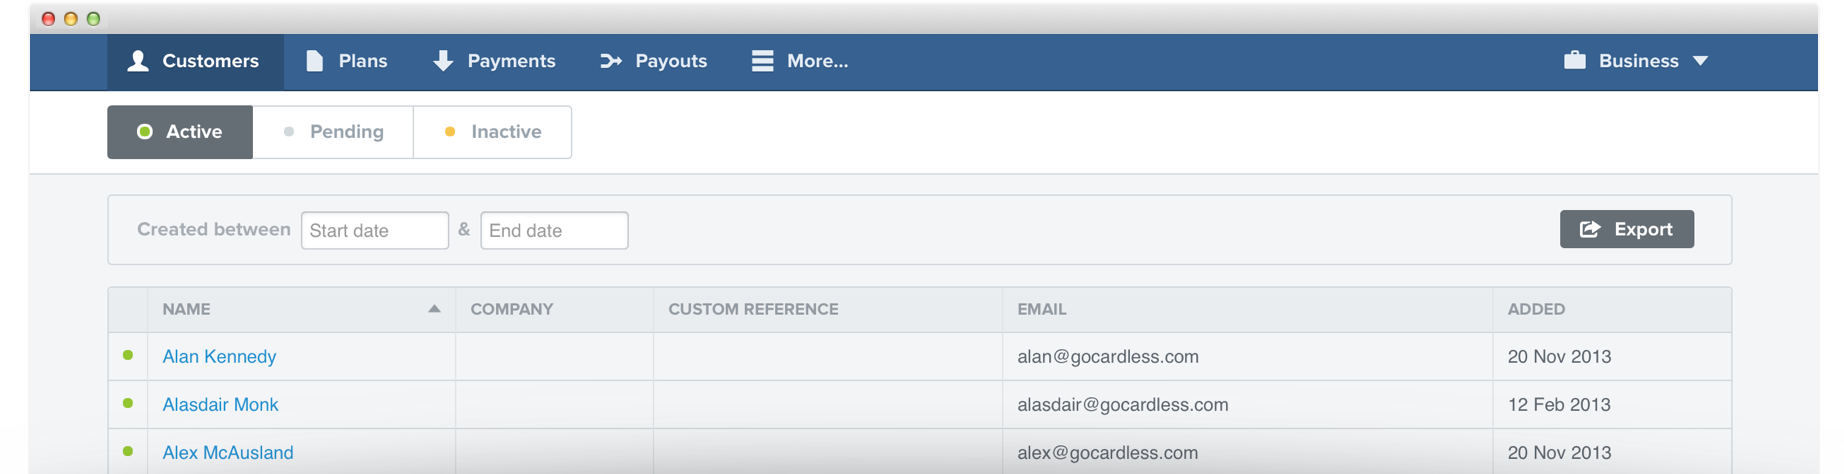 Customers Plans Payments Payouts More... Business
Active Pending Inactive
Created between Start date & End date Export
NAME COMPANY CUSTOM REFERENCE EMAIL ADDED
Alan Kennedy alan@gocardless.com 20 Nov 2013
Alasdair Monk alasdair@gocardless.com 12 Feb 2013
Alex McAusland alex@gocardless.com 20 Nov 2013